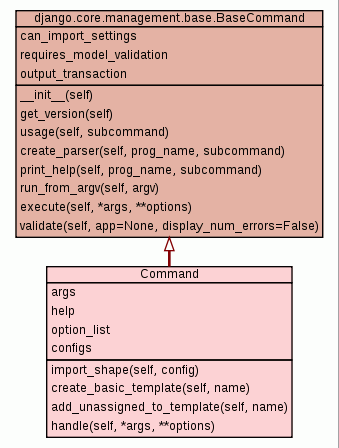 django.core.management.base.BaseCommand
can_import_settings
requires_model_validation
output_transaction
__init__(self)
get_version(self)
usage(self, subcommand)
create_parser(self, prog_name, subcommand)
print_help(self, prog_name, subcommand)
run_from_argv(self, argv)
execute(self, *args, **options)
validate(self, app=None, display_num_errors=False)
Command
args
help
option_list
configs
import_shape(self, config)
create_basic_template(self, name)
add_unassigned_to_template(self, name)
handle(self, *args, **options)